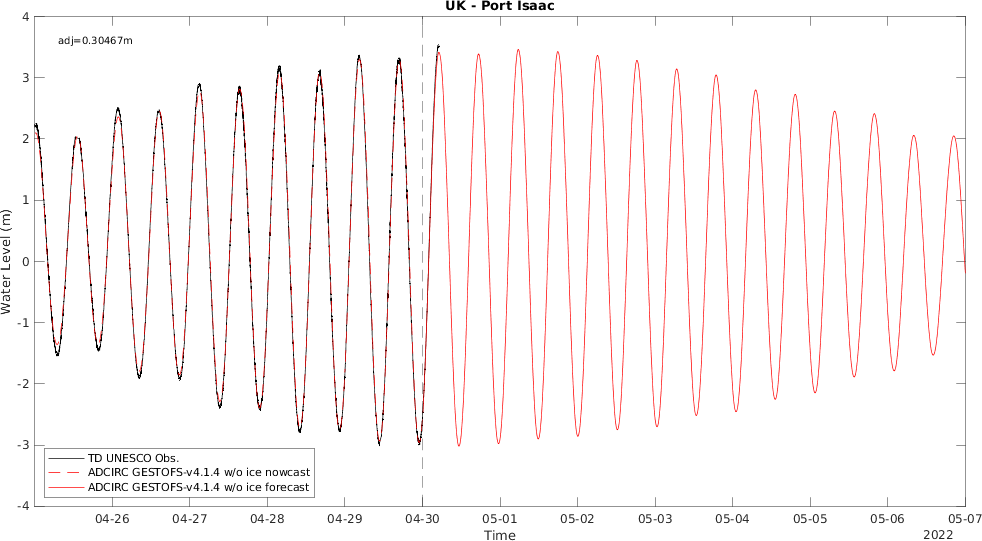 UK - Port Isaac
adj=0.30467m
4
3
2
1
0
-1
-2
-3
-4
Water Level (m)
TD UNESCO Obs.
ADCIRC GESTOFS-v4.1.4 w/o ice nowcast
ADCIRC GESTOFS-v4.1.4 w/o ice forecast
04-26 04-27 04-28 04-29 04-30 05-01 05-02 05-03 05-04 05-05 05-06 05-07
Time
2022